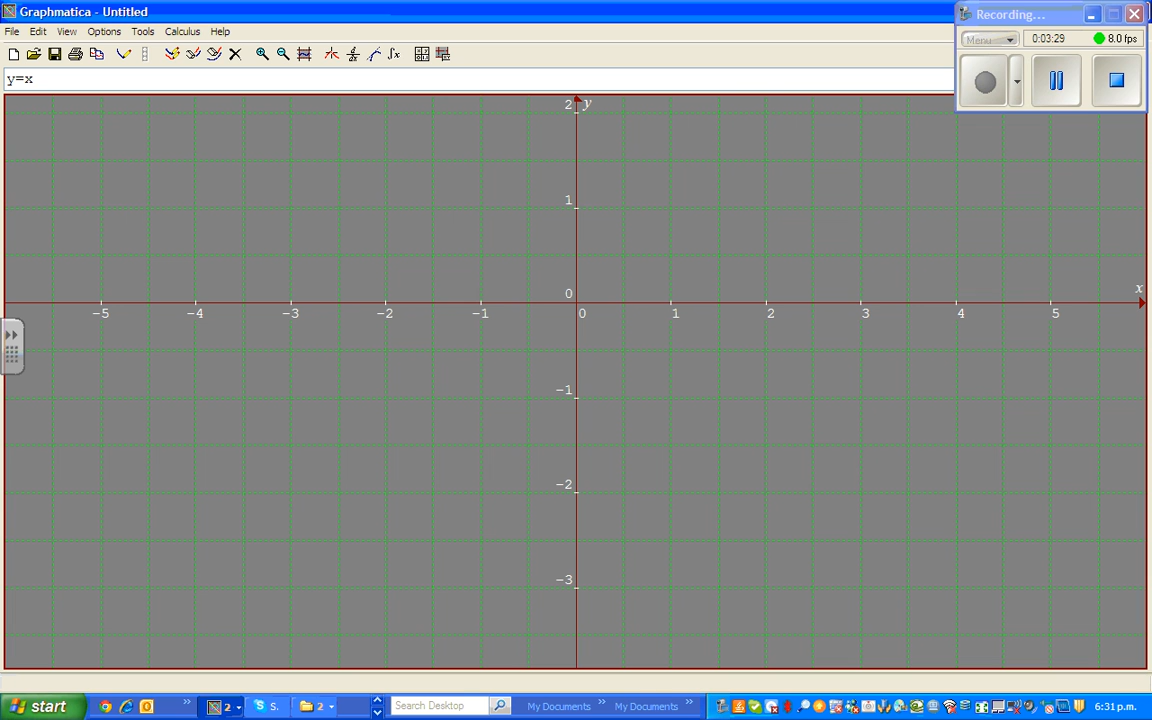 Graphmatica - Untitled
Recording...
File Edit View Options Tools Calculus Help
Menu 0:03:29 8.0 fps
y=x
2 y
1
0 x
-5 -4 -3 -2 -1 0 1 2 3 4 5
-1
-2
-3
start 2 S. 2 Search Desktop My Documents » My Documents » 6:31 p.m.